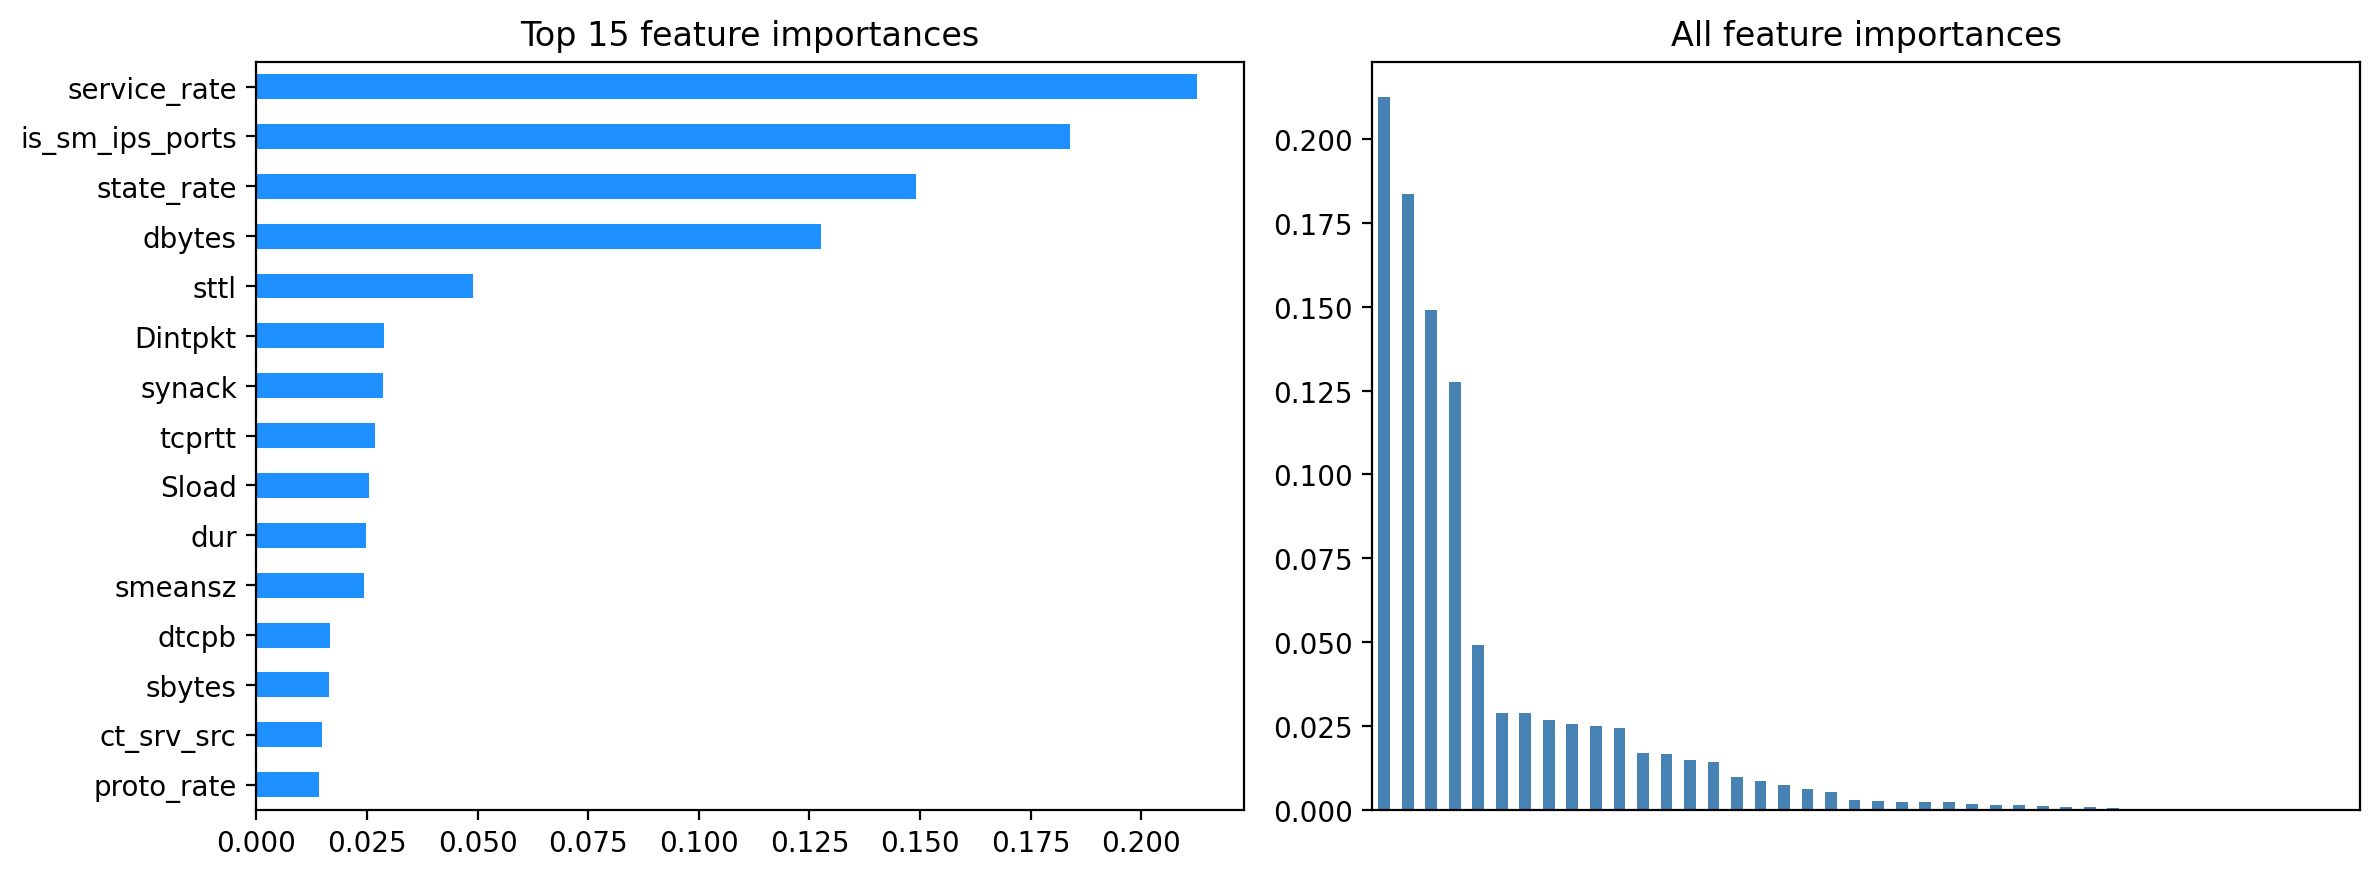 Top 15 feature importances
service_rate
is_sm_ips_ports
state_rate
dbytes
sttl
Dintpkt
synack
tcprtt
Sload
dur
smeansz
dtcpb
sbytes
ct_srv_src
proto_rate
0.000 0.025 0.050 0.075 0.100 0.125 0.150 0.175 0.200
All feature importances
0.200
0.175
0.150
0.125
0.100
0.075
0.050
0.025
0.000